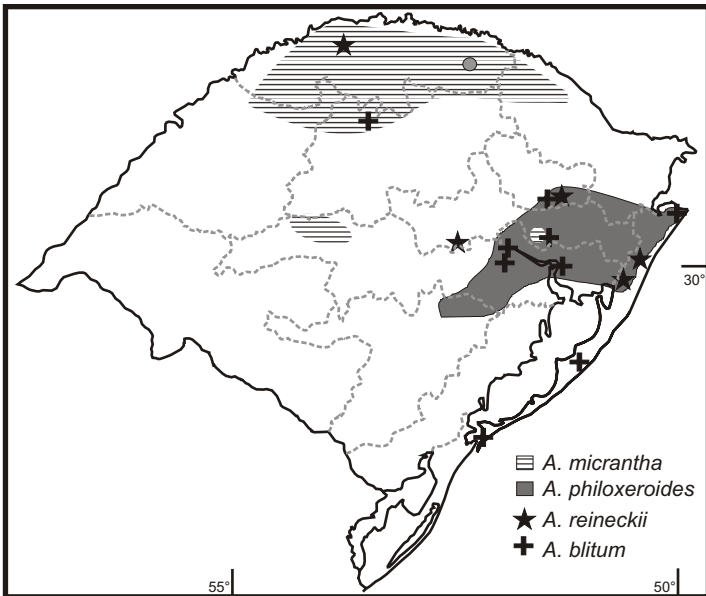 30°
A. micrantha
A. philoxeroides
A. reineckii
A. blitum
55°
50°